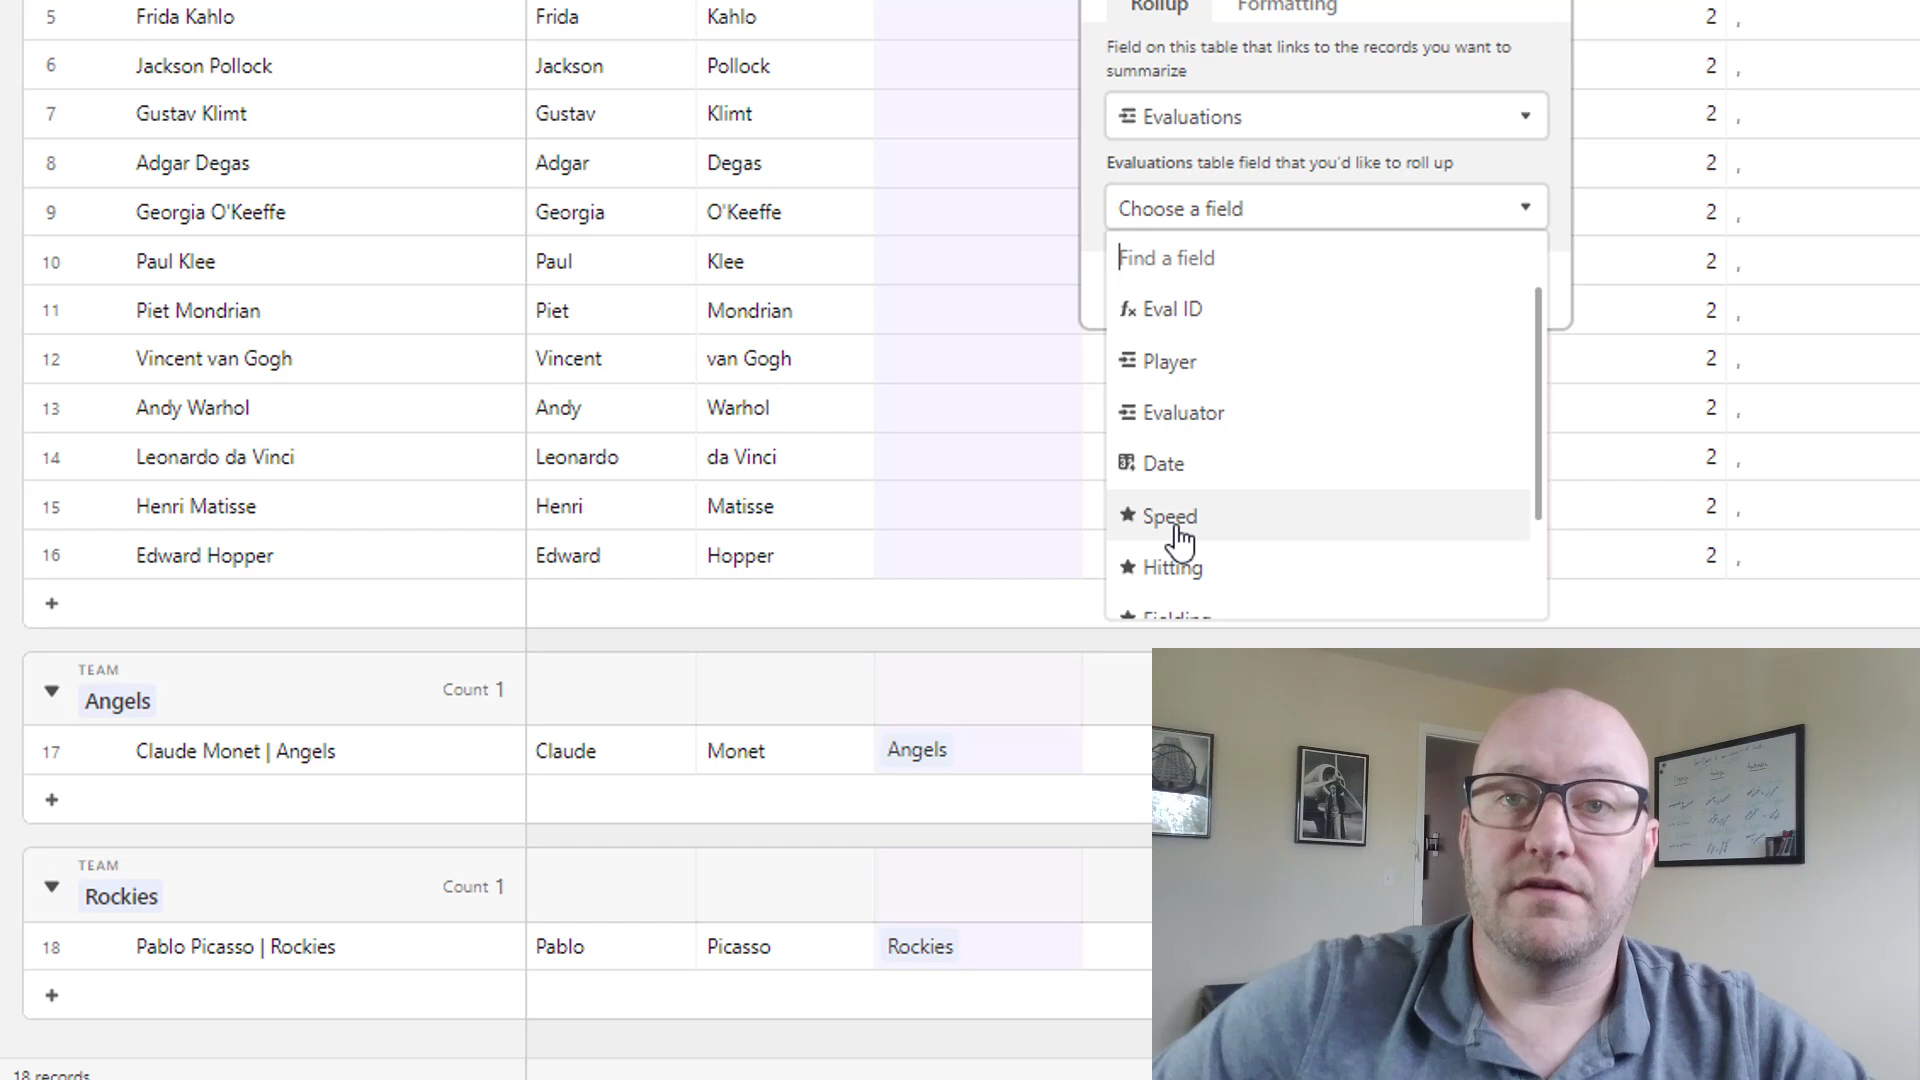 5 Frida Kahlo Frida Kahlo 2 ,
6 Jackson Pollock Jackson Pollock 2 ,
7 Gustav Klimt Gustav Klimt 2 ,
8 Adgar Degas Adgar Degas 2 ,
9 Georgia O'Keeffe Georgia O'Keeffe 2 ,
10 Paul Klee Paul Klee 2 ,
11 Piet Mondrian Piet Mondrian 2 ,
12 Vincent van Gogh Vincent van Gogh 2 ,
13 Andy Warhol Andy Warhol 2 ,
14 Leonardo da Vinci Leonardo da Vinci 2 ,
15 Henri Matisse Henri Matisse 2 ,
16 Edward Hopper Edward Hopper 2 ,
+
TEAM
Angels Count 1
17 Claude Monet | Angels Claude Monet Angels
+
TEAM
Rockies Count 1
18 Pablo Picasso | Rockies Pablo Picasso Rockies
+
18 records
Rollup Formatting
Field on this table that links to the records you want to
summarize
Evaluations
Evaluations table field that you'd like to roll up
Choose a field
Find a field
fx Eval ID
Player
Evaluator
Date
Speed
Hitting
Fielding